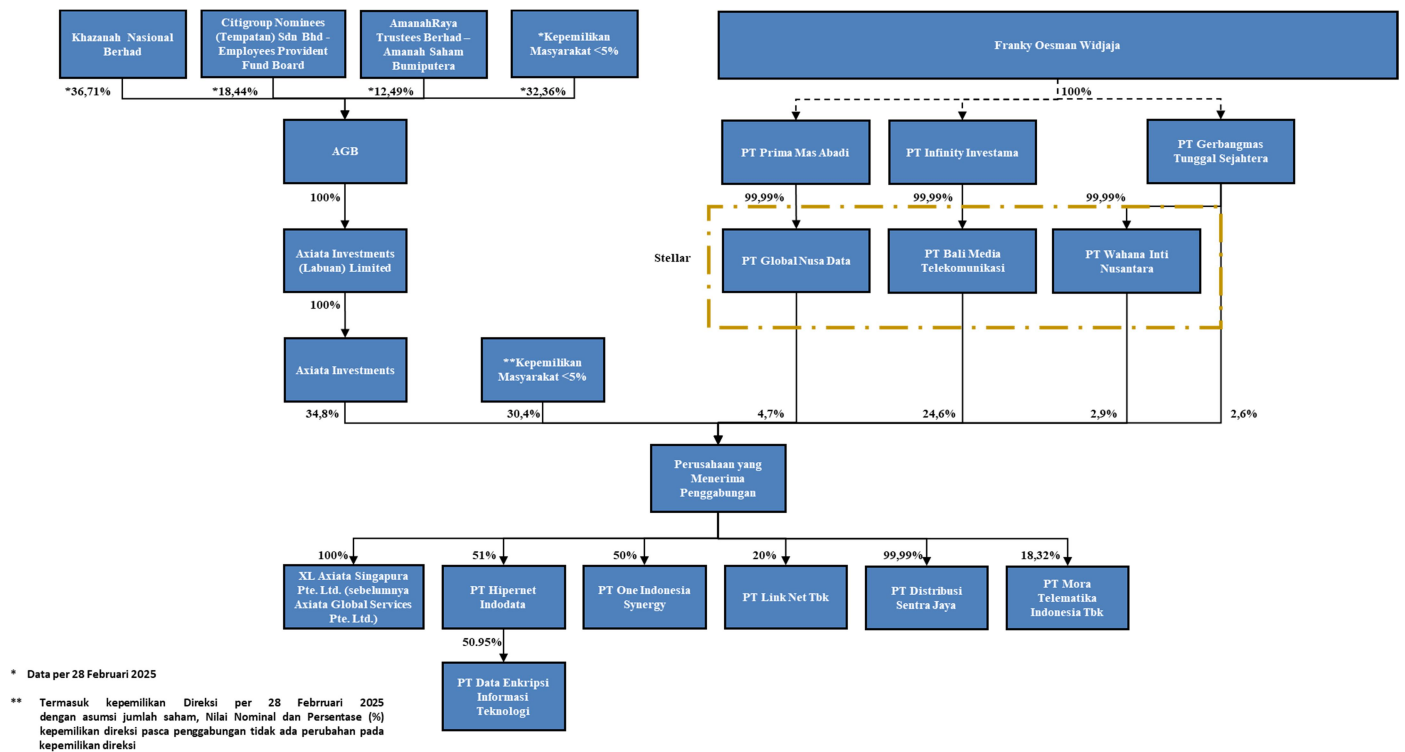 Khazanah Nasional
Berhad
Citigroup Nominees
(Tempatan) Sdn Bhd -
Employees Provident
Fund Board
AmanahRaya
Trustees Berhad –
Amanah Saham
Bumiputera
*Kepemilikan
Masyarakat <5%
Franky Oesman Widjaja
*36,71%
*18,44%
*12,49%
*32,36%
100%
AGB
PT Prima Mas Abadi
PT Infinity Investama
PT Gerbangmas
Tunggal Sejahtera
100%
99,99%
99,99%
99,99%
Axiata Investments
(Labuan) Limited
Stellar
PT Global Nusa Data
PT Bali Media
Telekomunikasi
PT Wahana Inti
Nusantara
100%
Axiata Investments
**Kepemilikan
Masyarakat <5%
34,8%
30,4%
4,7%
24,6%
2,9%
2,6%
Perusahaan yang
Menerima
Penggabungan
100%
51%
50%
20%
99,99%
18,32%
XL Axiata Singapura
Pte. Ltd. (sebelumnya
Axiata Global Services
Pte. Ltd.)
PT Hipernet
Indodata
PT One Indonesia
Synergy
PT Link Net Tbk
PT Distribusi
Sentra Jaya
PT Mora
Telematika
Indonesia Tbk
50.95%
PT Data Enkripsi
Informasi
Teknologi
* Data per 28 Februari 2025
** Termasuk kepemilikan Direksi per 28 Febrruari 2025
dengan asumsi jumlah saham, Nilai Nominal dan Persentase (%)
kepemilikan direksi pasca penggabungan tidak ada perubahan pada
kepemilikan direksi